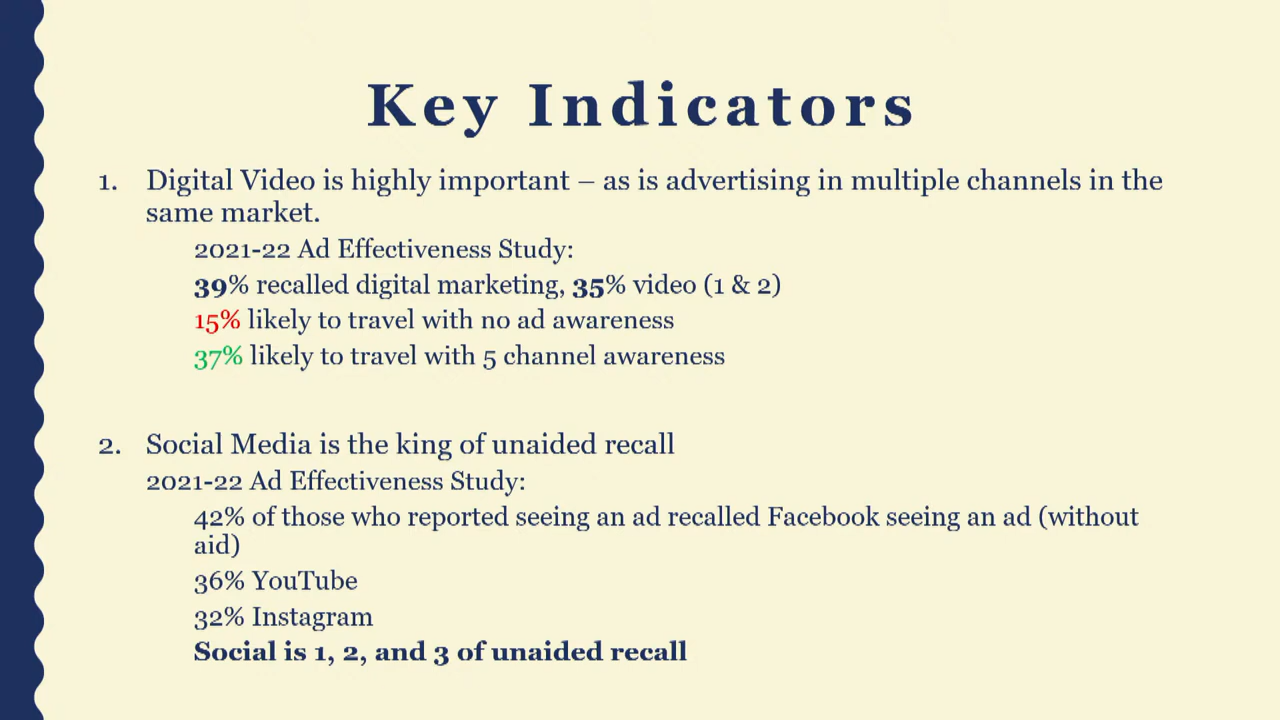 Key Indicators
1. Digital Video is highly important – as is advertising in multiple channels in the
same market.
2021-22 Ad Effectiveness Study:
39% recalled digital marketing, 35% video (1 & 2)
15% likely to travel with no ad awareness
37% likely to travel with 5 channel awareness
2. Social Media is the king of unaided recall
2021-22 Ad Effectiveness Study:
42% of those who reported seeing an ad recalled Facebook seeing an ad (without
aid)
36% YouTube
32% Instagram
Social is 1, 2, and 3 of unaided recall